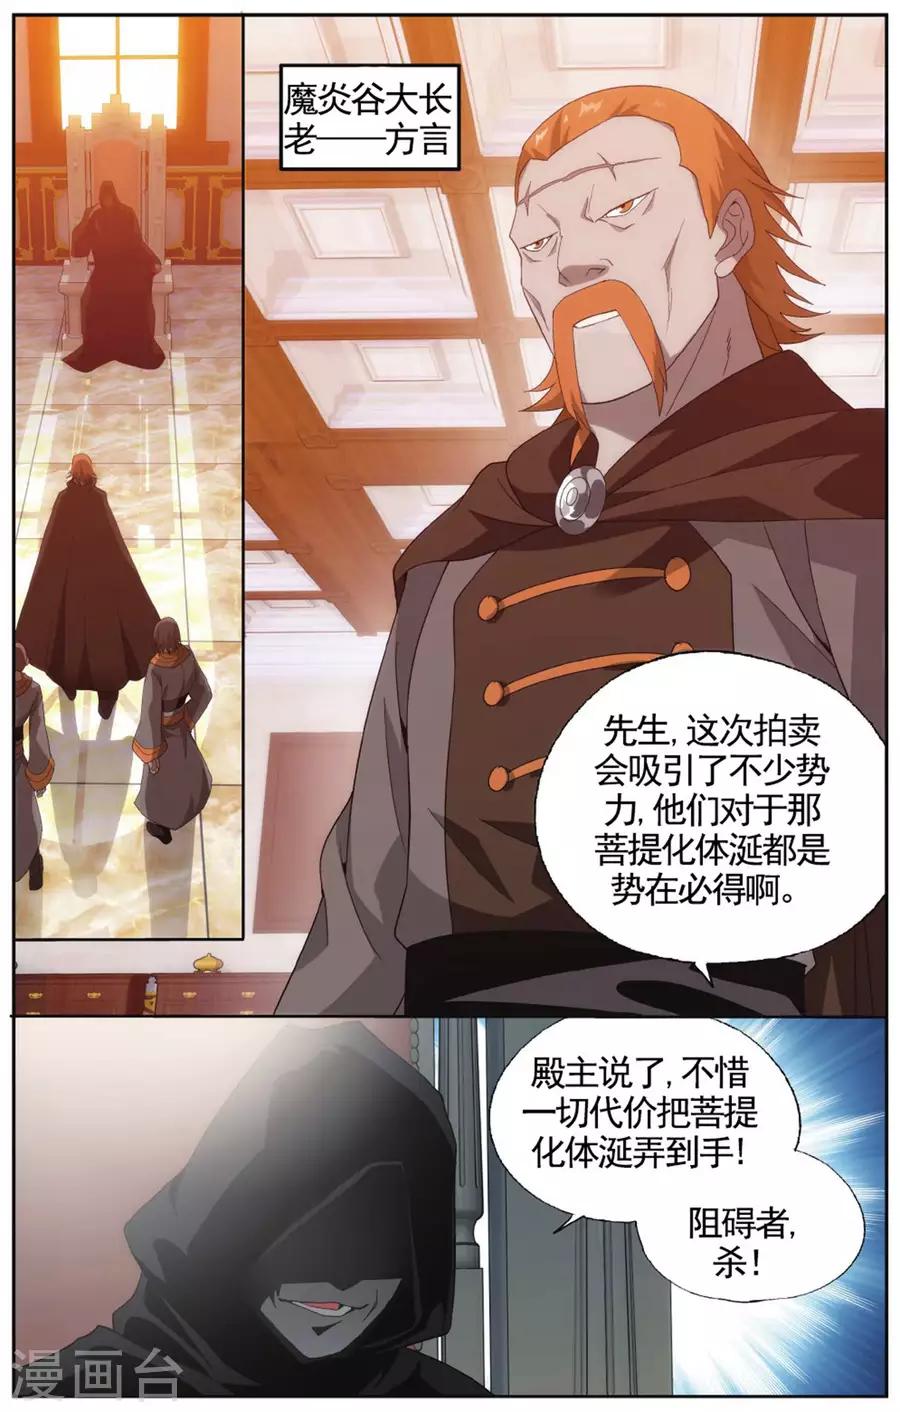 魔炎谷大长
老——方言
先生,这次拍卖
会吸引了不少势
力,他们对于那
菩提化体涎都是
势在必得啊。
殿主说了,不惜
一切代价把菩提
化体涎弄到手!
阻碍者,
杀!
漫画台